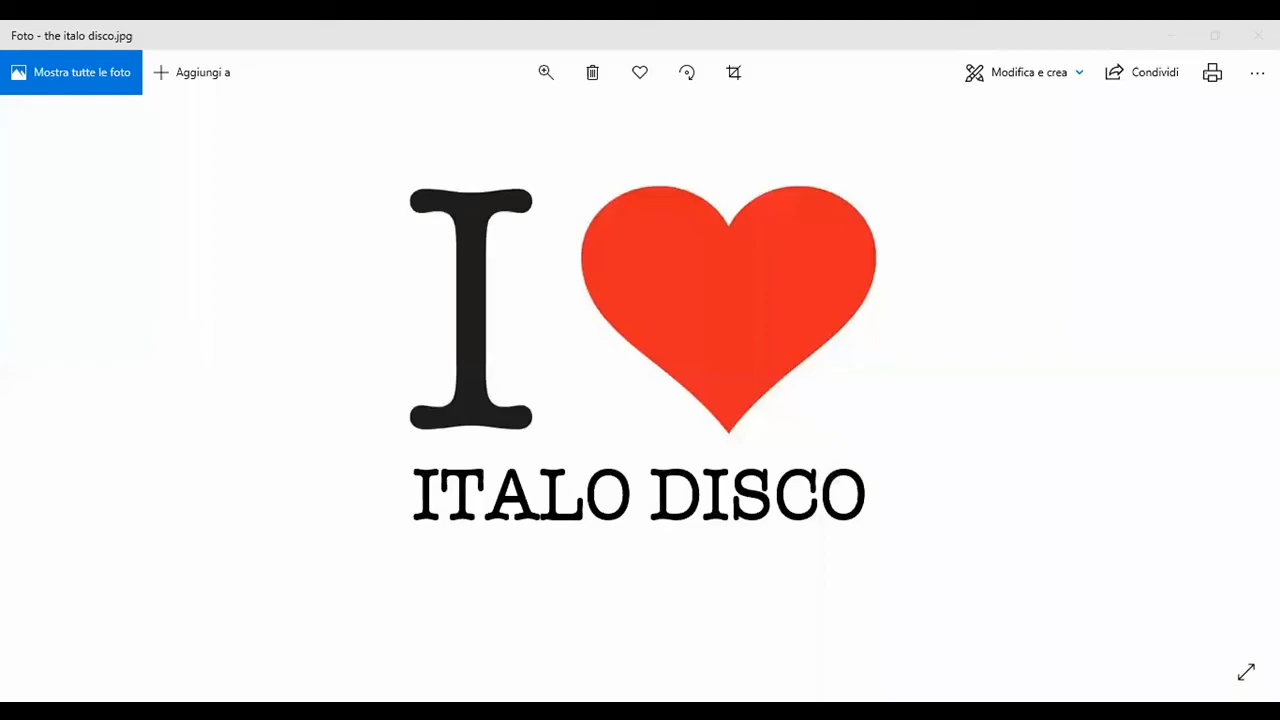 Foto - the italo disco.jpg
Mostra tutte le foto
Aggiungi a
Modifica e crea
Condividi
I
ITALO DISCO